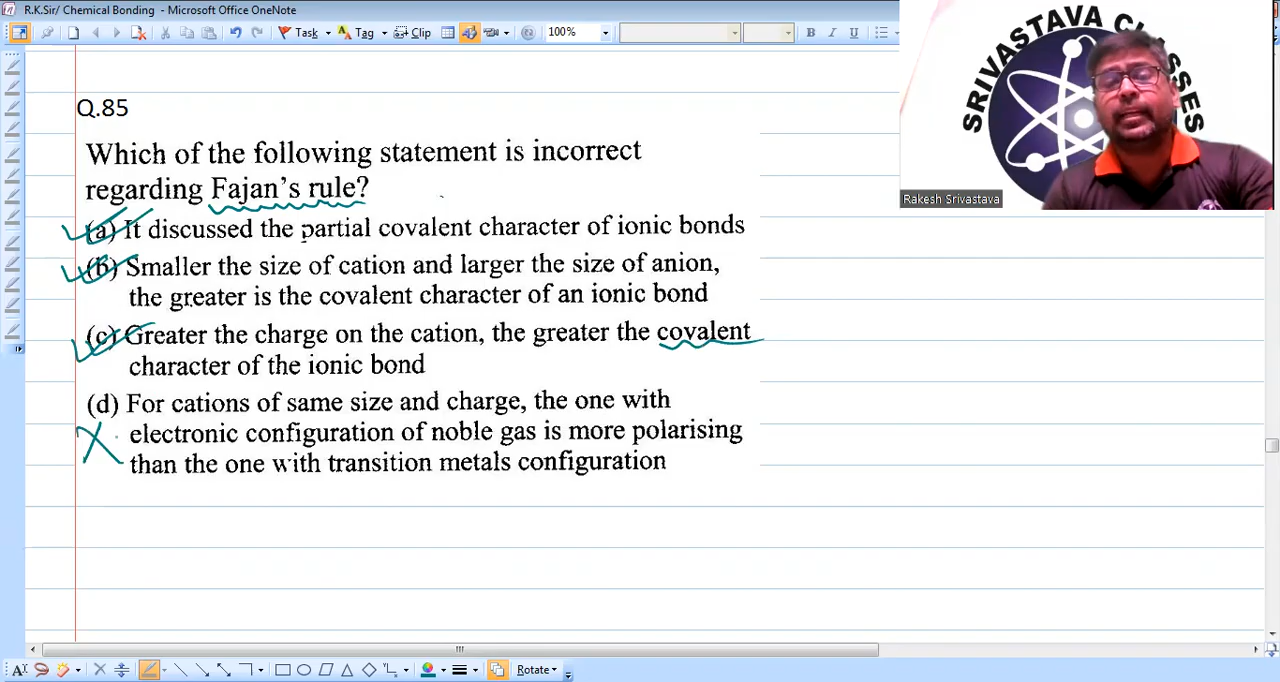 R.K.Sir/ Chemical Bonding - Microsoft Office OneNote
Task
Tag
Clip
100%
B I U
SRIVASTAVA CLASSES
Rakesh Srivastava
Q.85
Which of the following statement is incorrect
regarding Fajan's rule?
(a) It discussed the partial covalent character of ionic bonds
(b) Smaller the size of cation and larger the size of anion,
the greater is the covalent character of an ionic bond
(c) Greater the charge on the cation, the greater the covalent
character of the ionic bond
(d) For cations of same size and charge, the one with
electronic configuration of noble gas is more polarising
than the one with transition metals configuration
Rotate